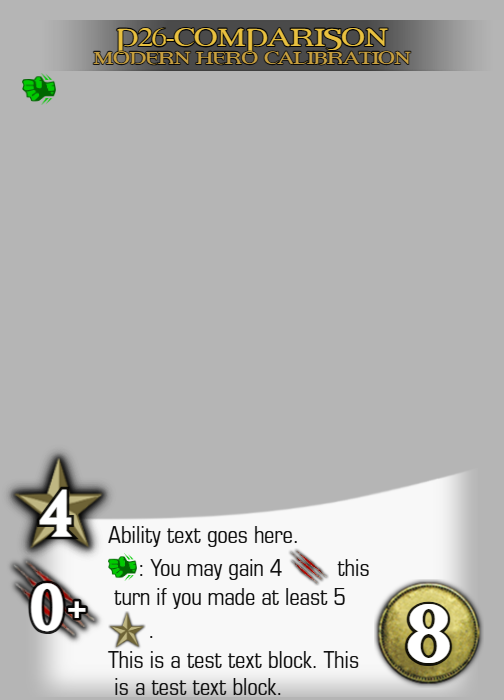 D26-COMPARISON
MODERN HERO CALIBRATION
4
Ability text goes here.
: You may gain 4 this
0+
turn if you made at least 5
.
8
This is a test text block. This
is a test text block.